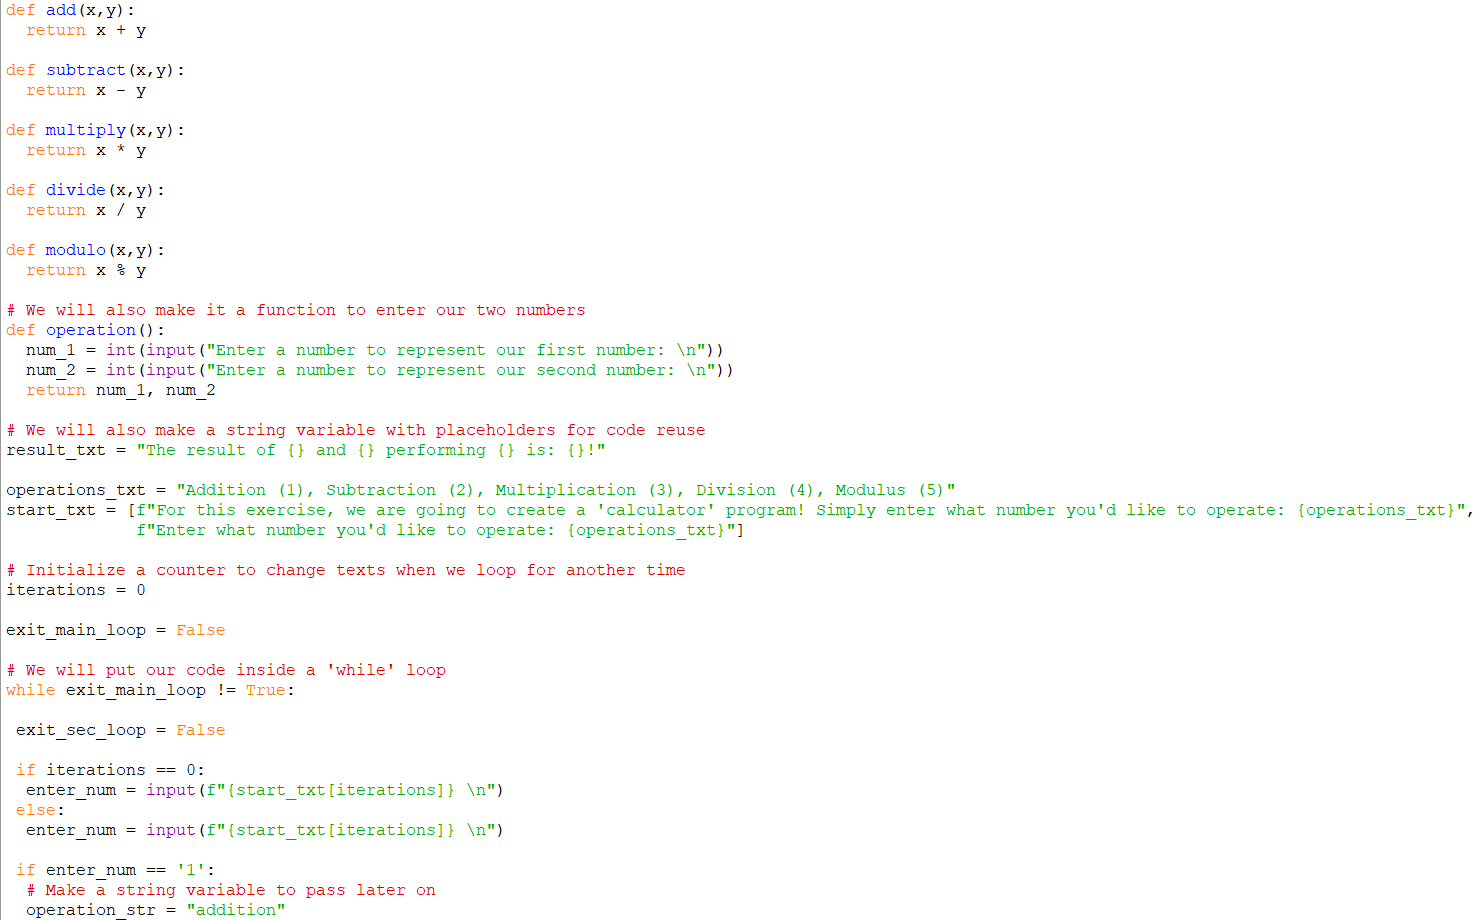 def add(x,y):
  return x + y

def subtract(x,y):
  return x - y

def multiply(x,y):
  return x * y

def divide(x,y):
  return x / y

def modulo(x,y):
  return x % y

# We will also make it a function to enter our two numbers
def operation():
  num_1 = int(input("Enter a number to represent our first number: \n"))
  num_2 = int(input("Enter a number to represent our second number: \n"))
  return num_1, num_2

# We will also make a string variable with placeholders for code reuse
result_txt = "The result of {} and {} performing {} is: {}!"

operations_txt = "Addition (1), Subtraction (2), Multiplication (3), Division (4), Modulus (5)"
start_txt = [f"For this exercise, we are going to create a 'calculator' program! Simply enter what number you'd like to operate: {operations_txt}",
             f"Enter what number you'd like to operate: {operations_txt}"]

# Initialize a counter to change texts when we loop for another time
iterations = 0

exit_main_loop = False

# We will put our code inside a 'while' loop
while exit_main_loop != True:

 exit_sec_loop = False

 if iterations == 0:
  enter_num = input(f"{start_txt[iterations]} \n")
 else:
  enter_num = input(f"{start_txt[iterations]} \n")

 if enter_num == '1':
  # Make a string variable to pass later on
  operation_str = "addition"